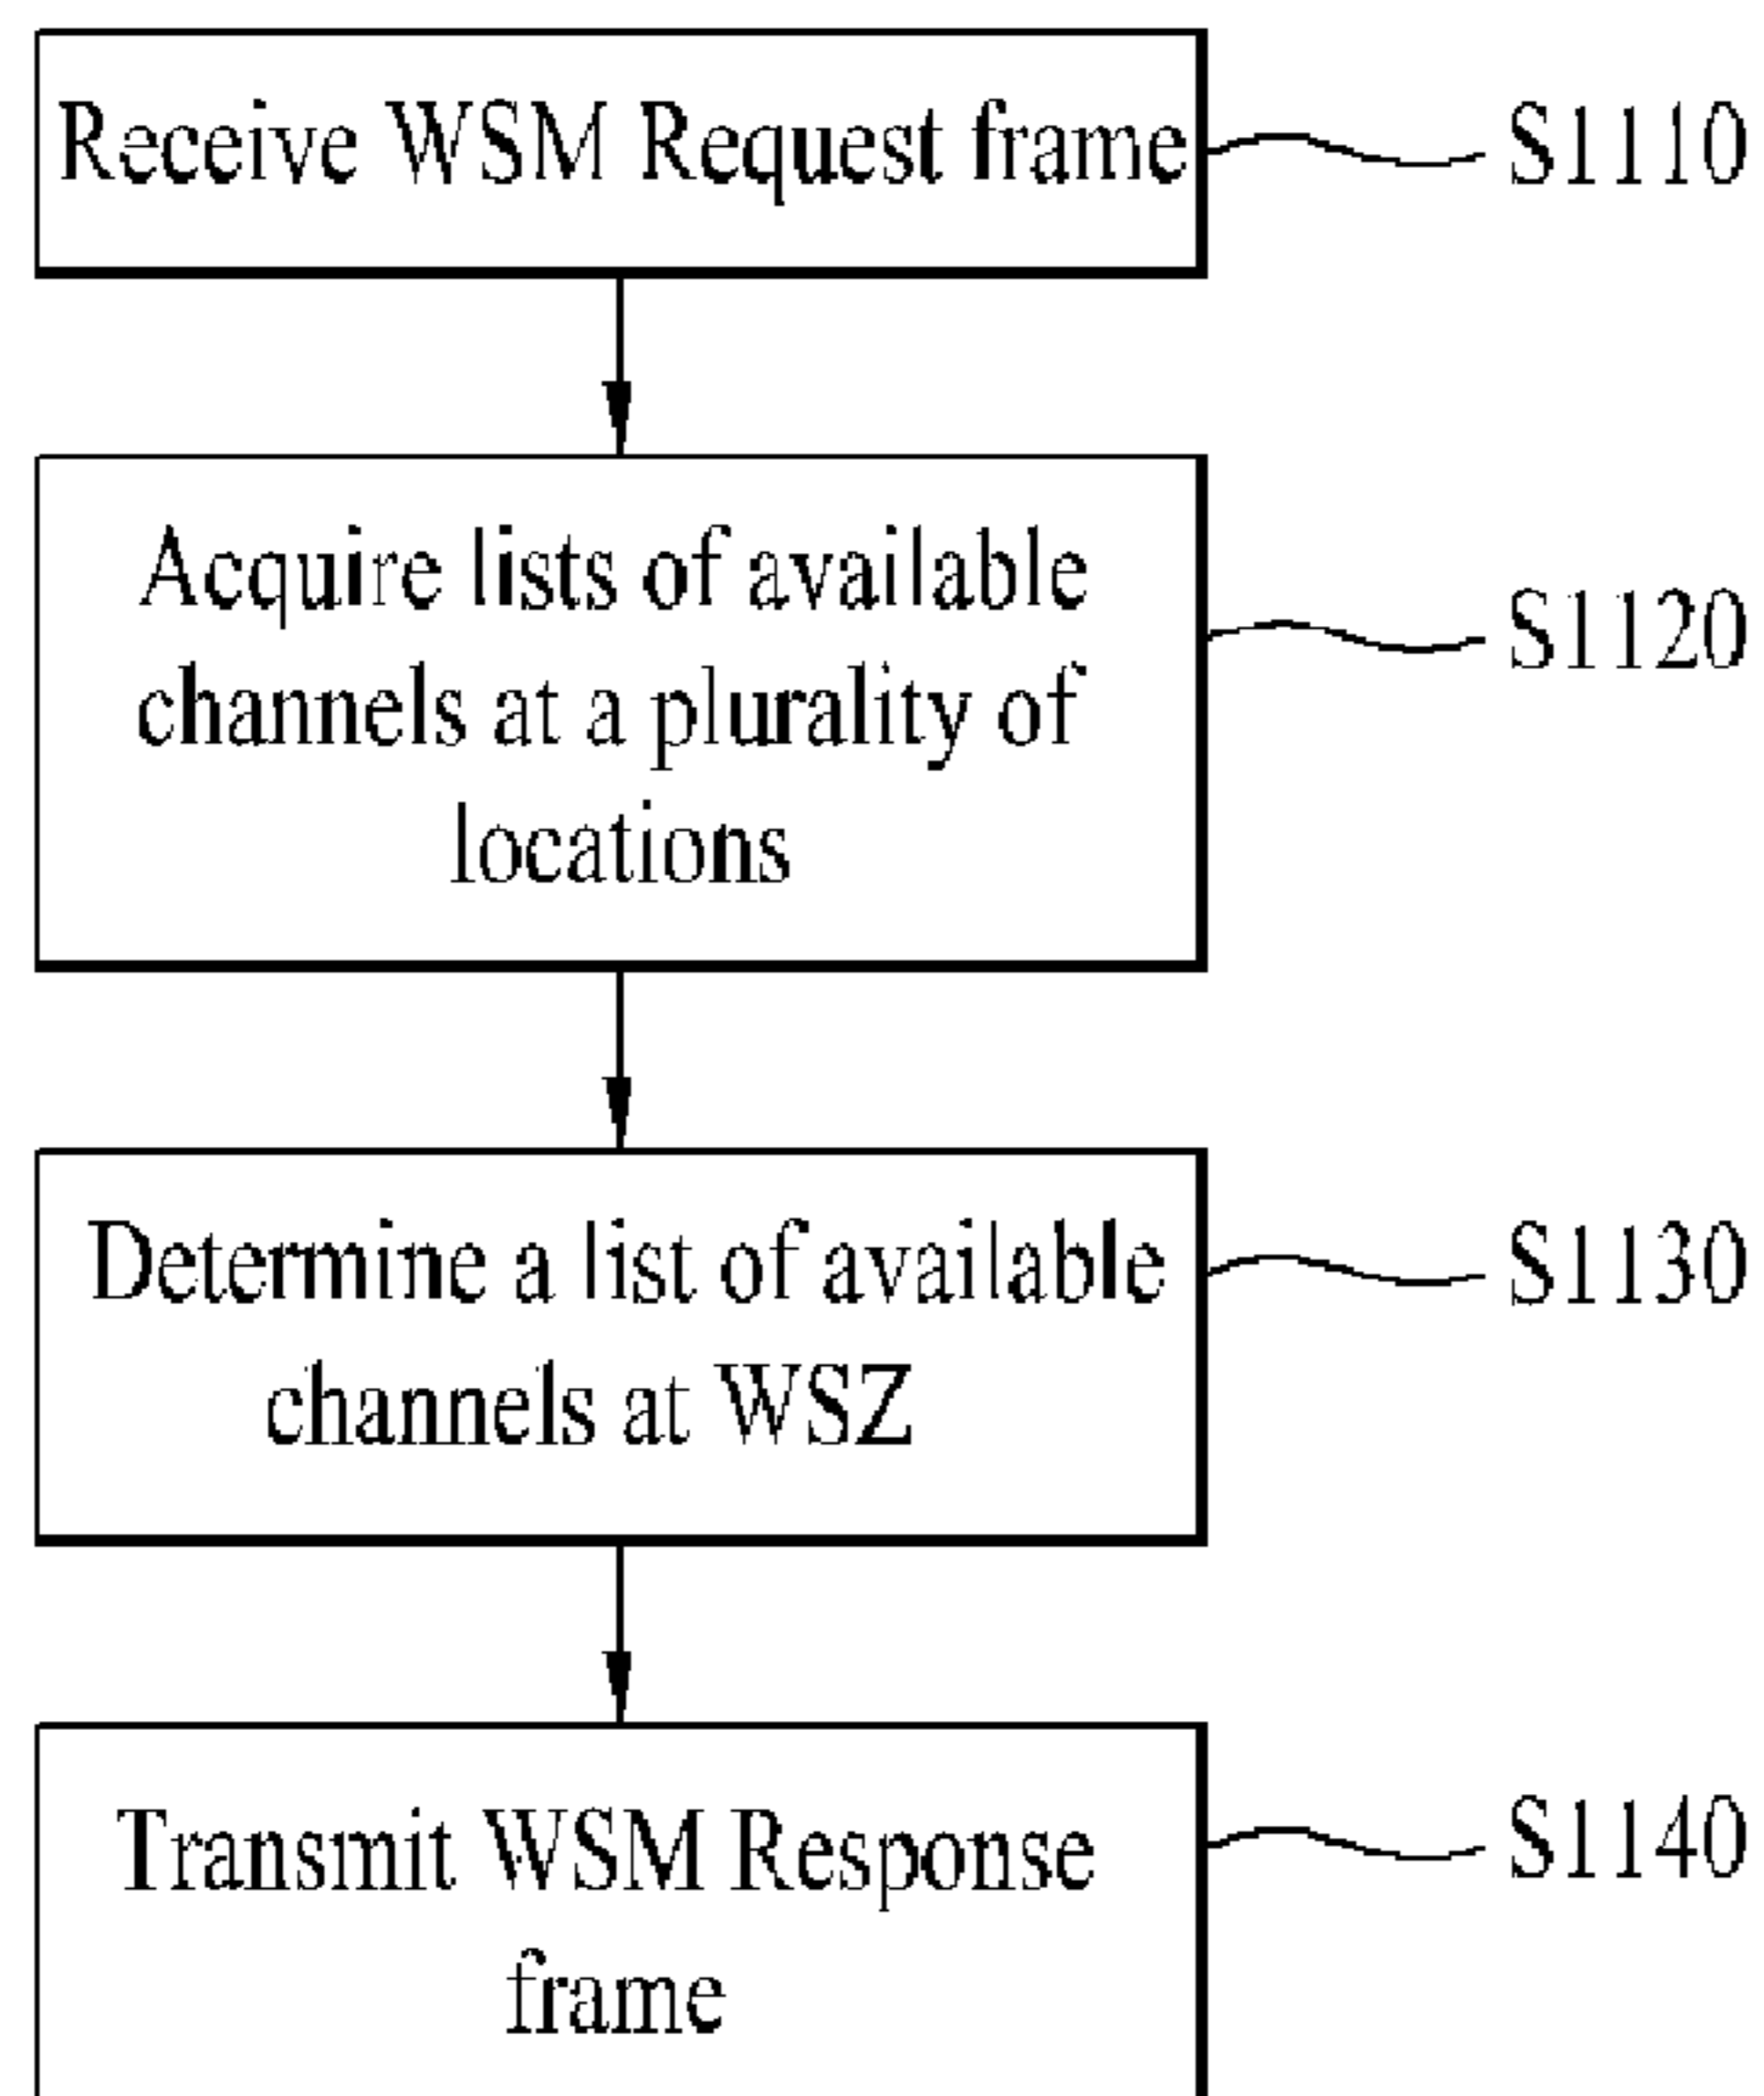 Receive WSM Request frame
S1110
Acquire lists of available
channels at a plurality of
locations
S1120
Determine a list of available
channels at WSZ
S1130
Transmit WSM Response
frame
S1140